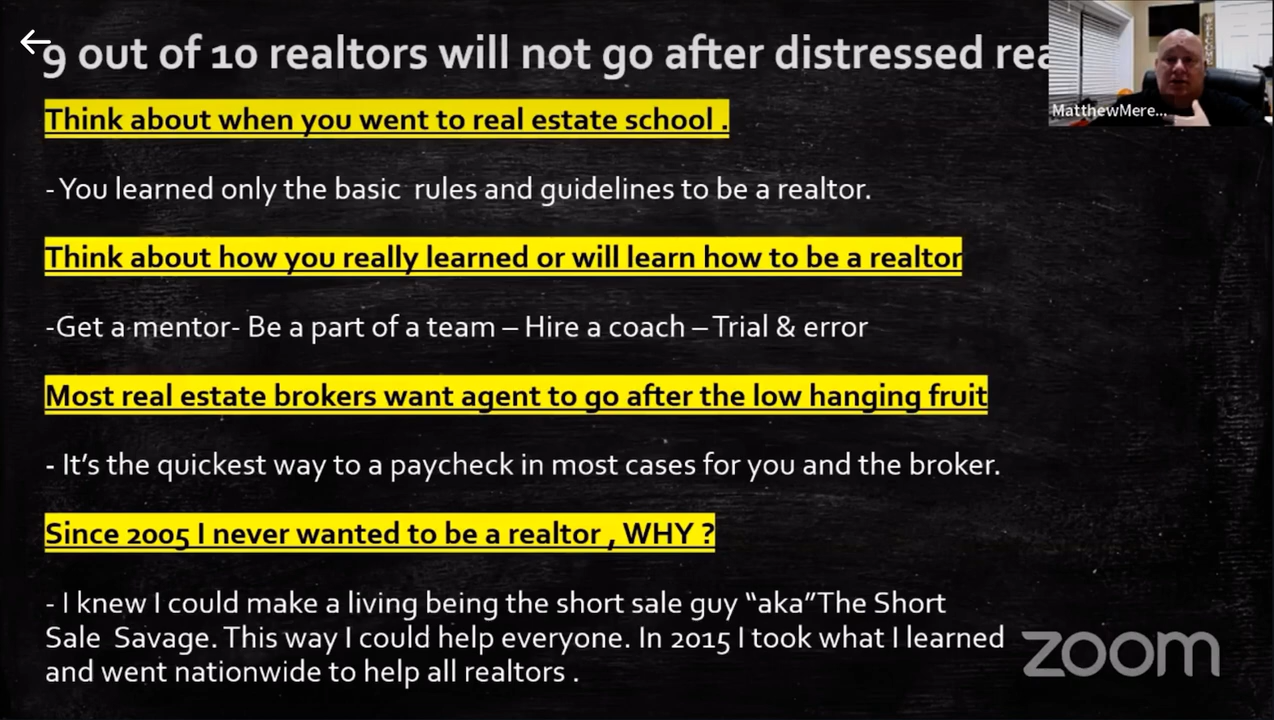 9 out of 10 realtors will not go after distressed rea
MatthewMere...
Think about when you went to real estate school .
- You learned only the basic rules and guidelines to be a realtor.
Think about how you really learned or will learn how to be a realtor
-Get a mentor- Be a part of a team – Hire a coach – Trial & error
Most real estate brokers want agent to go after the low hanging fruit
- It’s the quickest way to a paycheck in most cases for you and the broker.
Since 2005 I never wanted to be a realtor , WHY ?
- I knew I could make a living being the short sale guy “aka”The Short
Sale Savage. This way I could help everyone. In 2015 I took what I learned
and went nationwide to help all realtors .
zoom